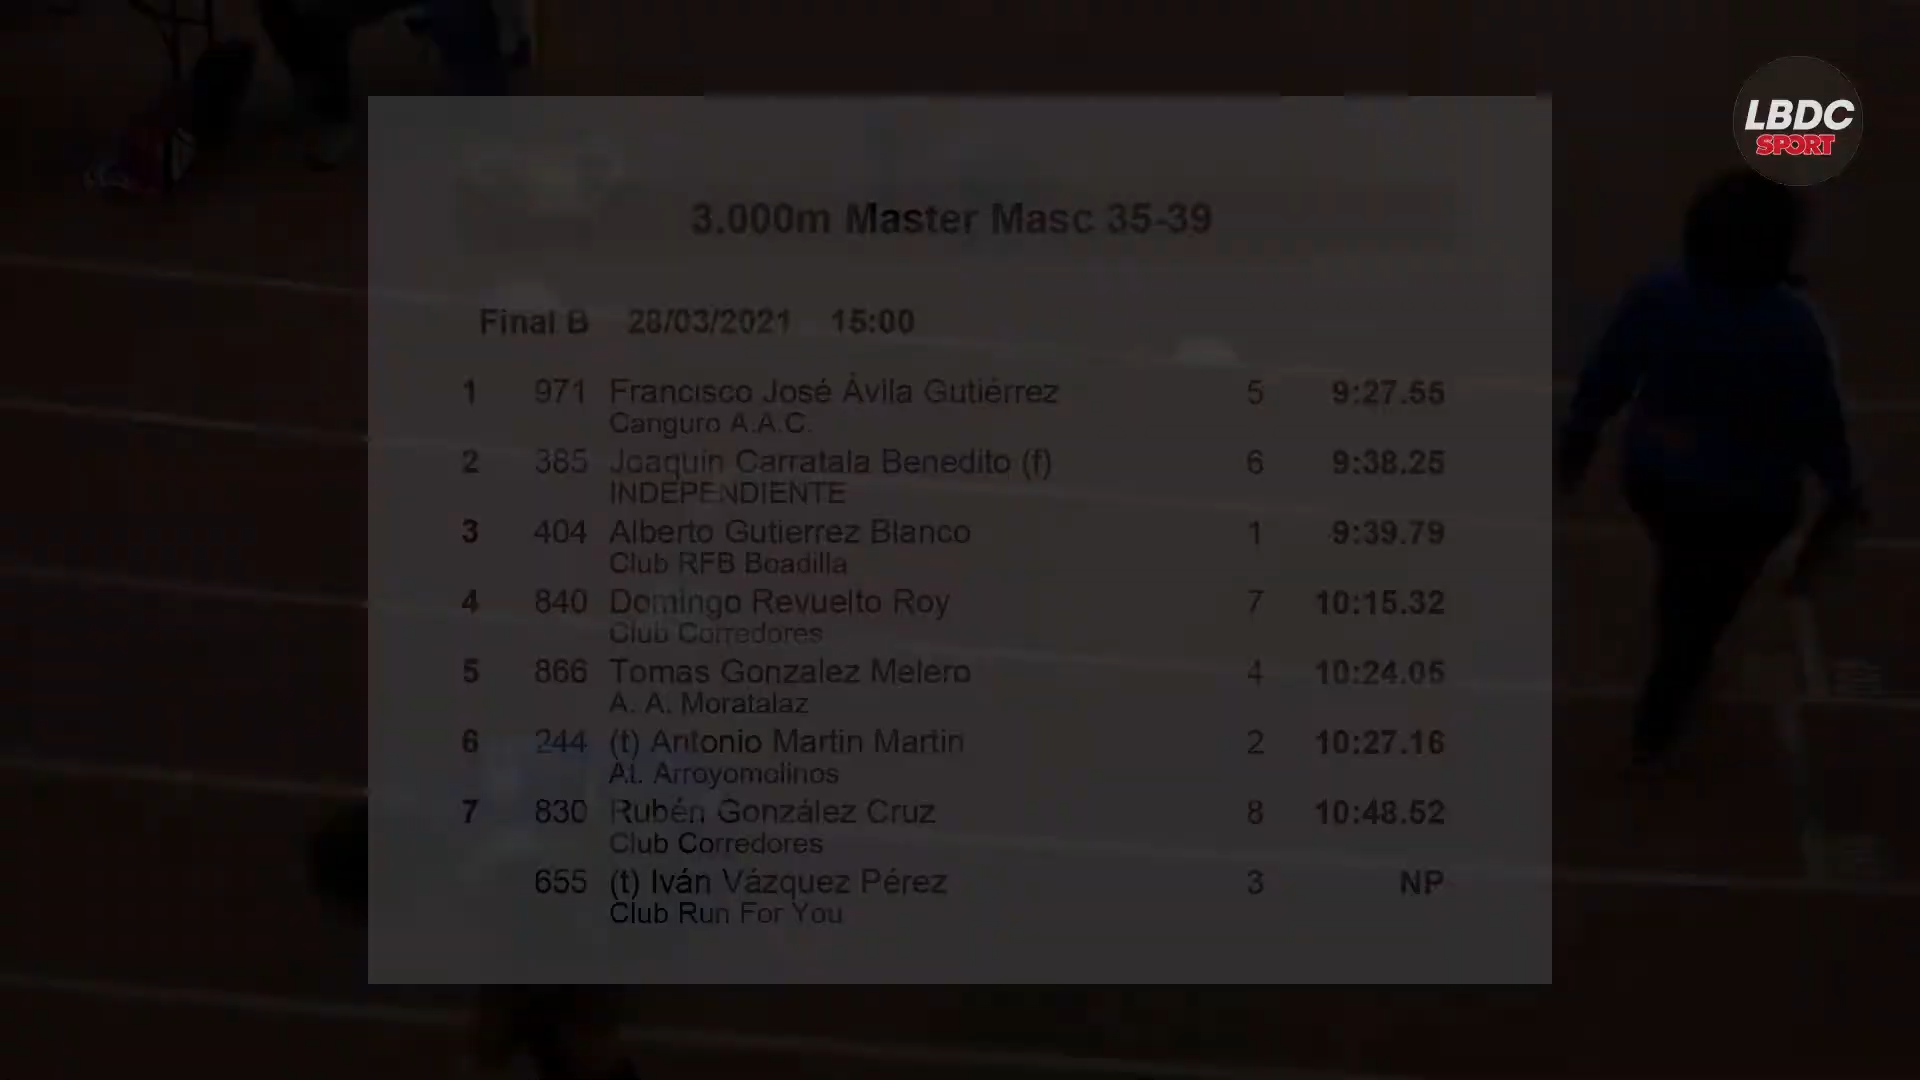 LBDC
SPORT
3.000m Master Masc 35-39
Final B 28/03/2021 15:00
1 971 Francisco José Ávila Gutiérrez 5 9:27.55
Canguro A.A.C.
2 385 Joaquín Carratala Benedito (f) 6 9:38.25
INDEPENDIENTE
3 404 Alberto Gutierrez Blanco 1 9:39.79
Club RFB Boadilla
4 840 Domingo Revuelto Roy 7 10:15.32
Club Corredores
5 866 Tomas Gonzalez Melero 4 10:24.05
A. A. Moratalaz
6 244 (t) Antonio Martin Martin 2 10:27.16
At. Arroyomolinos
7 830 Rubén González Cruz 8 10:48.52
Club Corredores
655 (t) Iván Vázquez Pérez 3 NP
Club Run For You